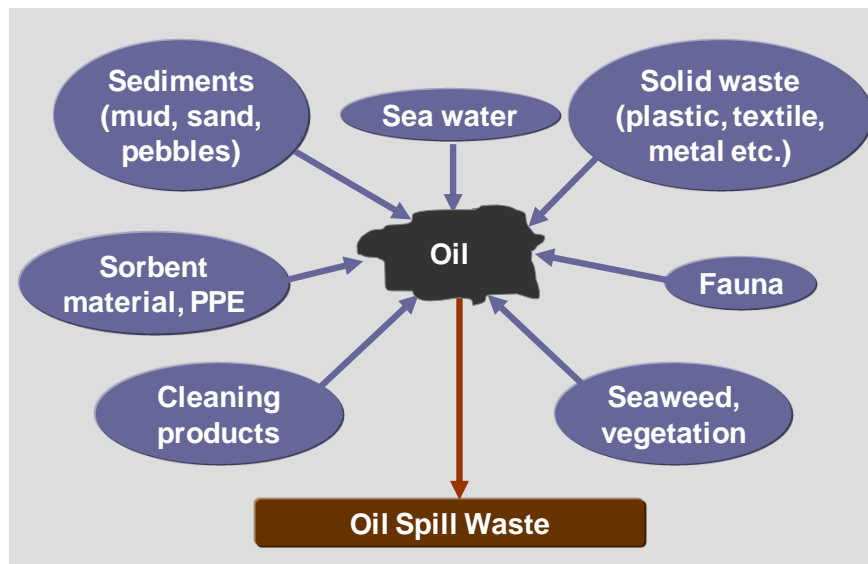 Sediments
(mud, sand,
pebbles)
Sea water
Solid waste
(plastic, textile,
metal etc.)
Sorbent
material, PPE
Oil
Fauna
Cleaning
products
Seaweed,
vegetation
Oil Spill Waste